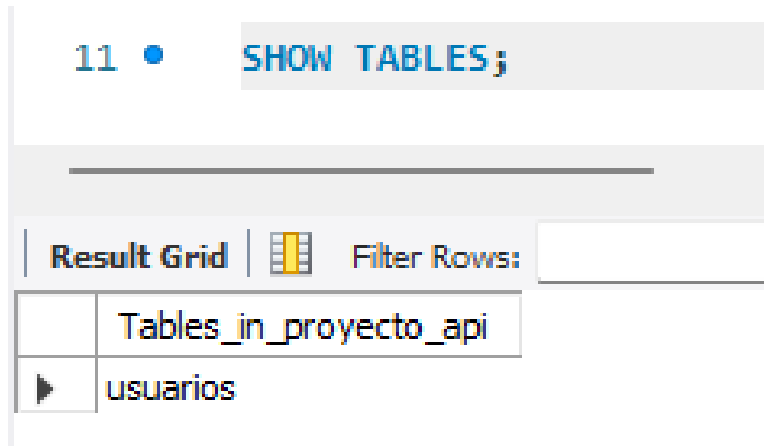 11 SHOW TABLES;
Result Grid Filter Rows:
Tables_in_proyecto_api
usuarios